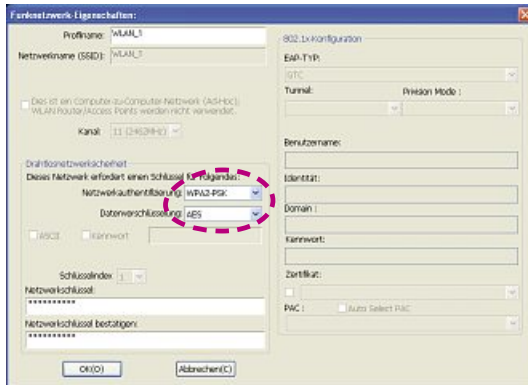 Funknetzwerk-Eigenschaften:
Profilname: WLAN_1
Netzwerkname (SSID): WLAN_1
Dies ist ein Computer-zu-Computer-Netzwerk (AdHoc);
WLAN Router/Access Points werden nicht verwendet.
Kanal: 11 (2462MHz)
Drahtlosnetzwerksicherheit
Dieses Netzwerk erfordert einen Schlüssel für Folgendes:
Netzwerkauthentifizierung: WPA2-PSK
Datenverschlüsselung: AES
ASCII Kennwort
Schlüsselindex 1
Netzwerkschlüssel:
**********
Netzwerkschlüssel bestätigen:
**********
OK(O) Abbrechen(C)
802.1x-Konfiguration
EAP-TYP:
GTC
Tunnel: Mode :
Benutzername:
Identität:
Domain :
Kennwort:
Zertifikat:
PAC : Auto Select PAC